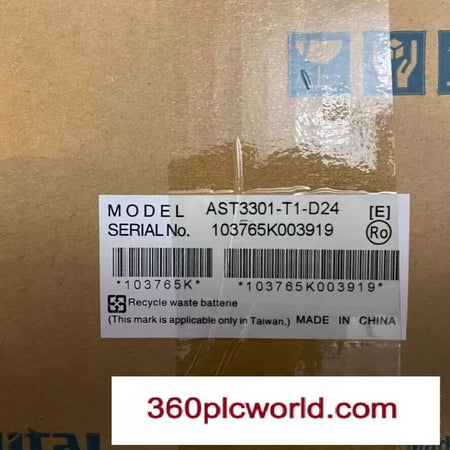 MODEL AST3301-T1-D24 [E]
SERIAL No. 103765K003919 Ro
*103765K* *103765K003919*
Recycle waste batterie
(This mark is applicable only in Taiwan.) MADE IN CHINA
360plcworld.com